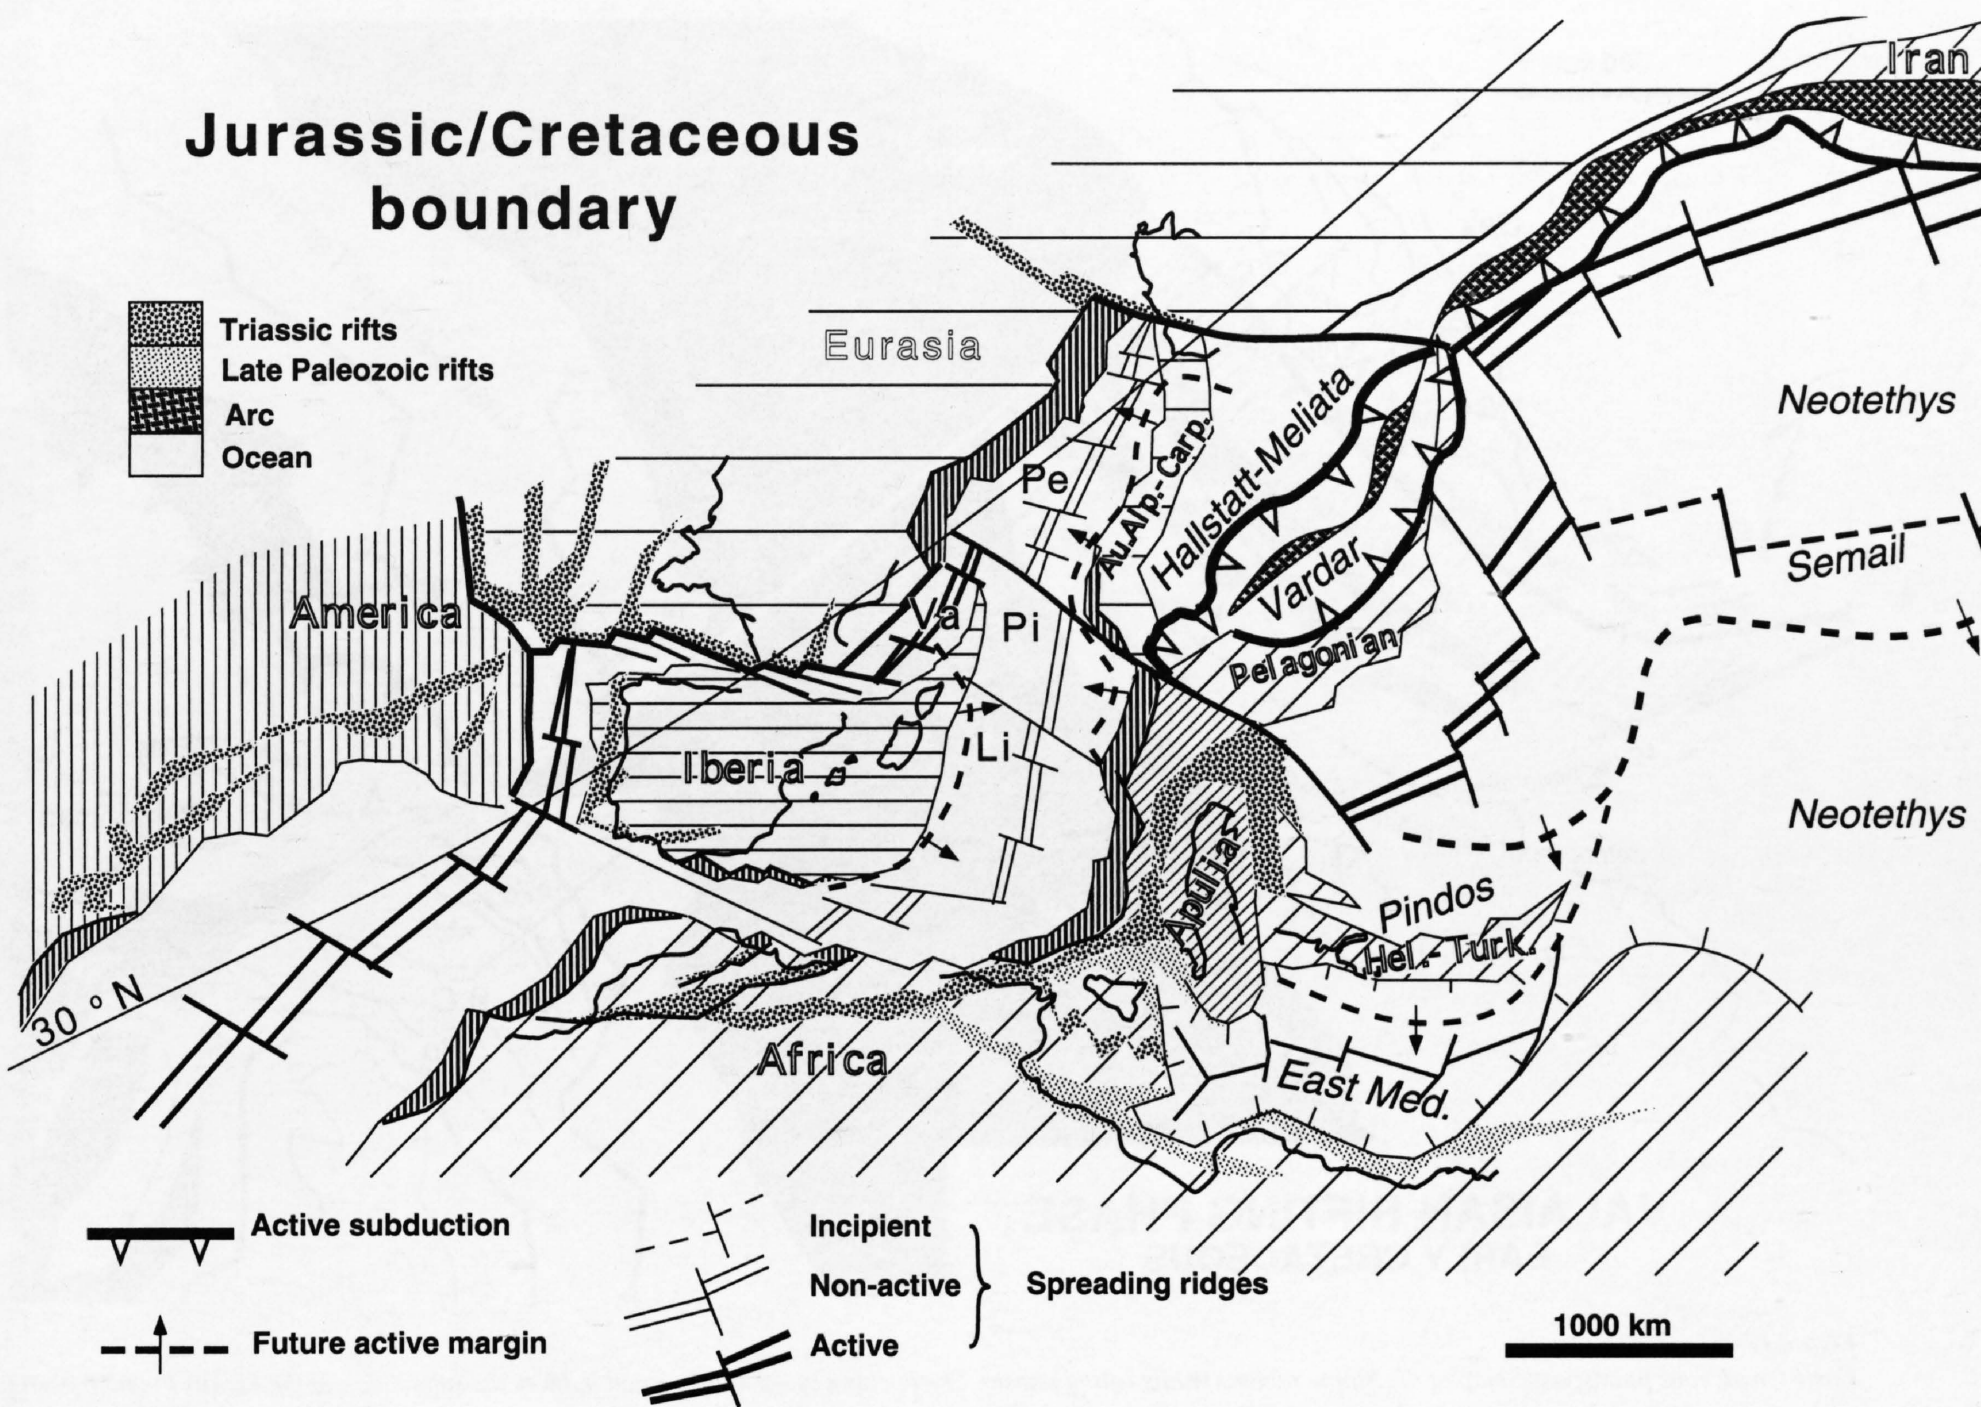 Jurassic/Cretaceous
boundary
Triassic rifts
Late Paleozoic rifts
Arc
Ocean
Iran
Eurasia
Neotethys
Hallstatt-Meliata
Au.Alp.-Carp.
Pe
Semail
Vardar
America
Va
Pi
Pelagonian
Iberia
Li
Neotethys
Apulia
Pindos
Hel.-Turk.
30° N
Africa
East Med.
Active subduction
Future active margin
Incipient
Non-active
Active
Spreading ridges
1000 km